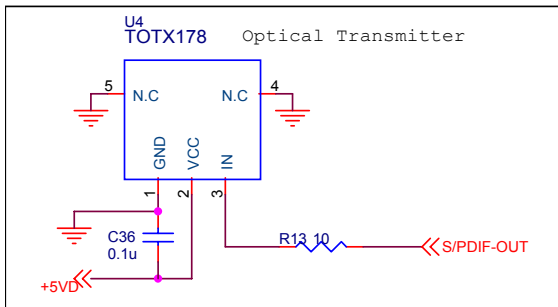 U4
TOTX178 Optical Transmitter
5 N.C N.C 4
GND VCC IN
1 2 3
C36
0.1u
R13 10
S/PDIF-OUT
+5VD